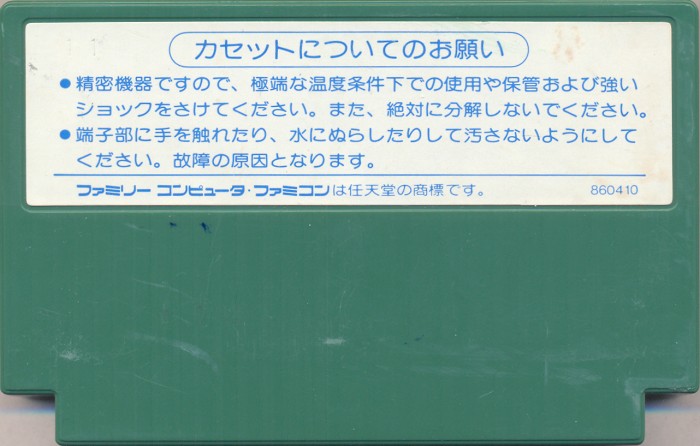 カセットについてのお願い
●精密機器ですので、極端な温度条件下での使用や保管および強い
ショックをさけてください。また、絶対に分解しないでください。
●端子部に手を触れたり、水にぬらしたりして汚さないようにして
ください。故障の原因となります。
ファミリーコンピュータ・ファミコンは任天堂の商標です。 860410